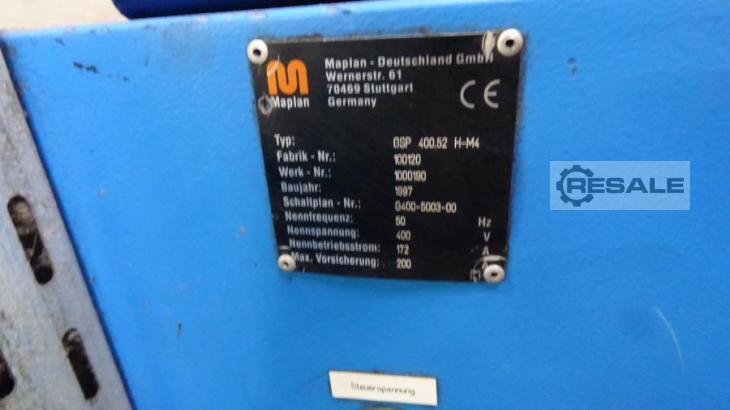 Maplan - Deutschland GmbH
Wernerstr. 61
70469 Stuttgart
Germany
Maplan
CE
Typ: GSP 400.52 H-M4
Fabrik - Nr.: 100120
Werk - Nr.: 1000190
Baujahr: 1997
Schaltplan - Nr.: G400-5003-00
Nennfrequenz: 50 Hz
Nennspannung: 400 V
Nennbetriebsstrom: 172 A
Max. Vorsicherung: 200
RESALE
Steuerspannung